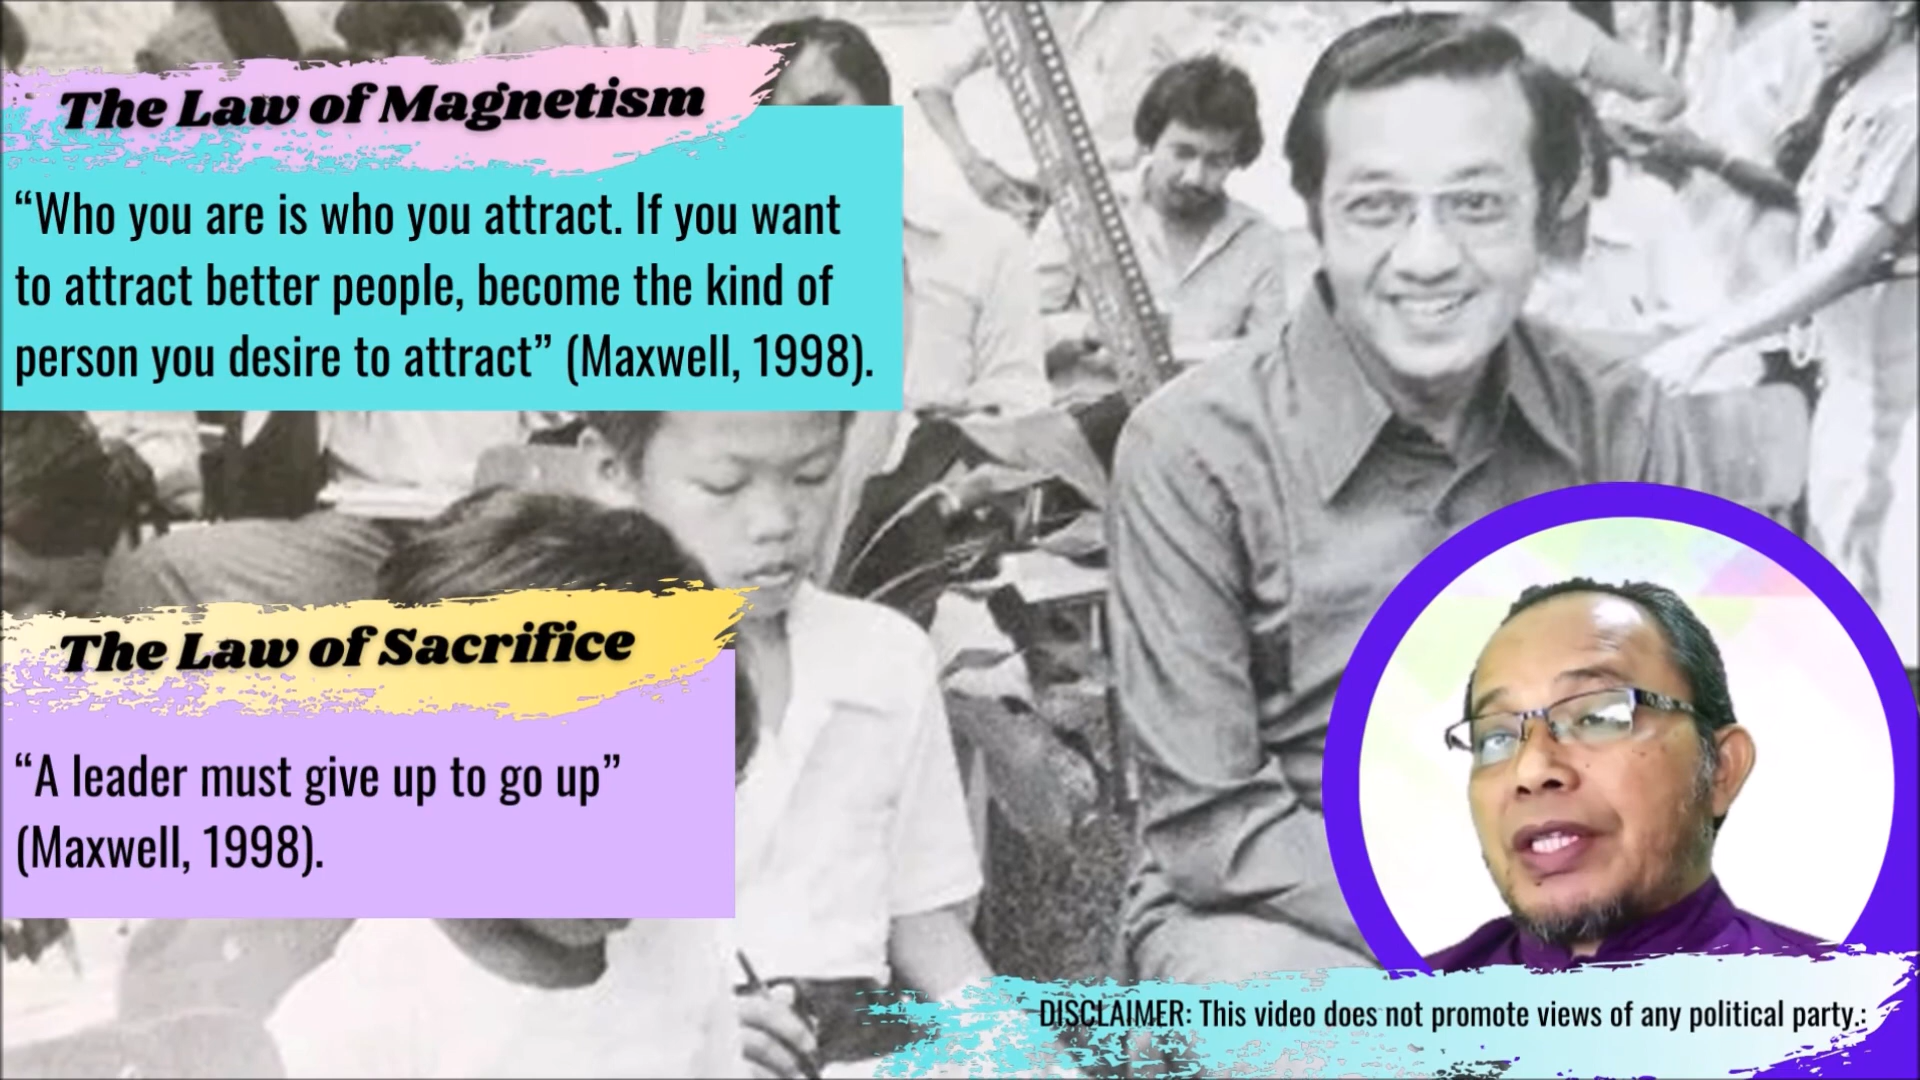 The Law of Magnetism
“Who you are is who you attract. If you want
to attract better people, become the kind of
person you desire to attract” (Maxwell, 1998).
The Law of Sacrifice
“A leader must give up to go up”
(Maxwell, 1998).
DISCLAIMER: This video does not promote views of any political party.: